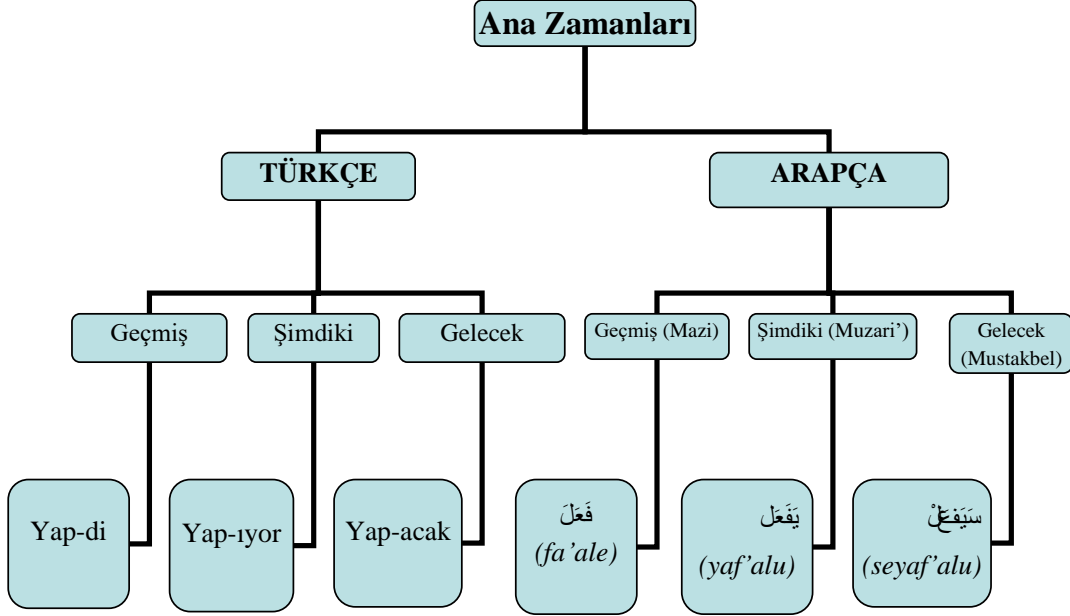 Ana Zamanları
TÜRKÇE
ARAPÇA
Geçmiş
Şimdiki
Gelecek
Geçmiş (Mazi)
Şimdiki (Muzari’)
Gelecek
(Mustakbel)
Yap-di
Yap-ıyor
Yap-acak
فَعَلَ
(fa’ale)
يَفَعَل
(yaf’alu)
(seyaf’alu)